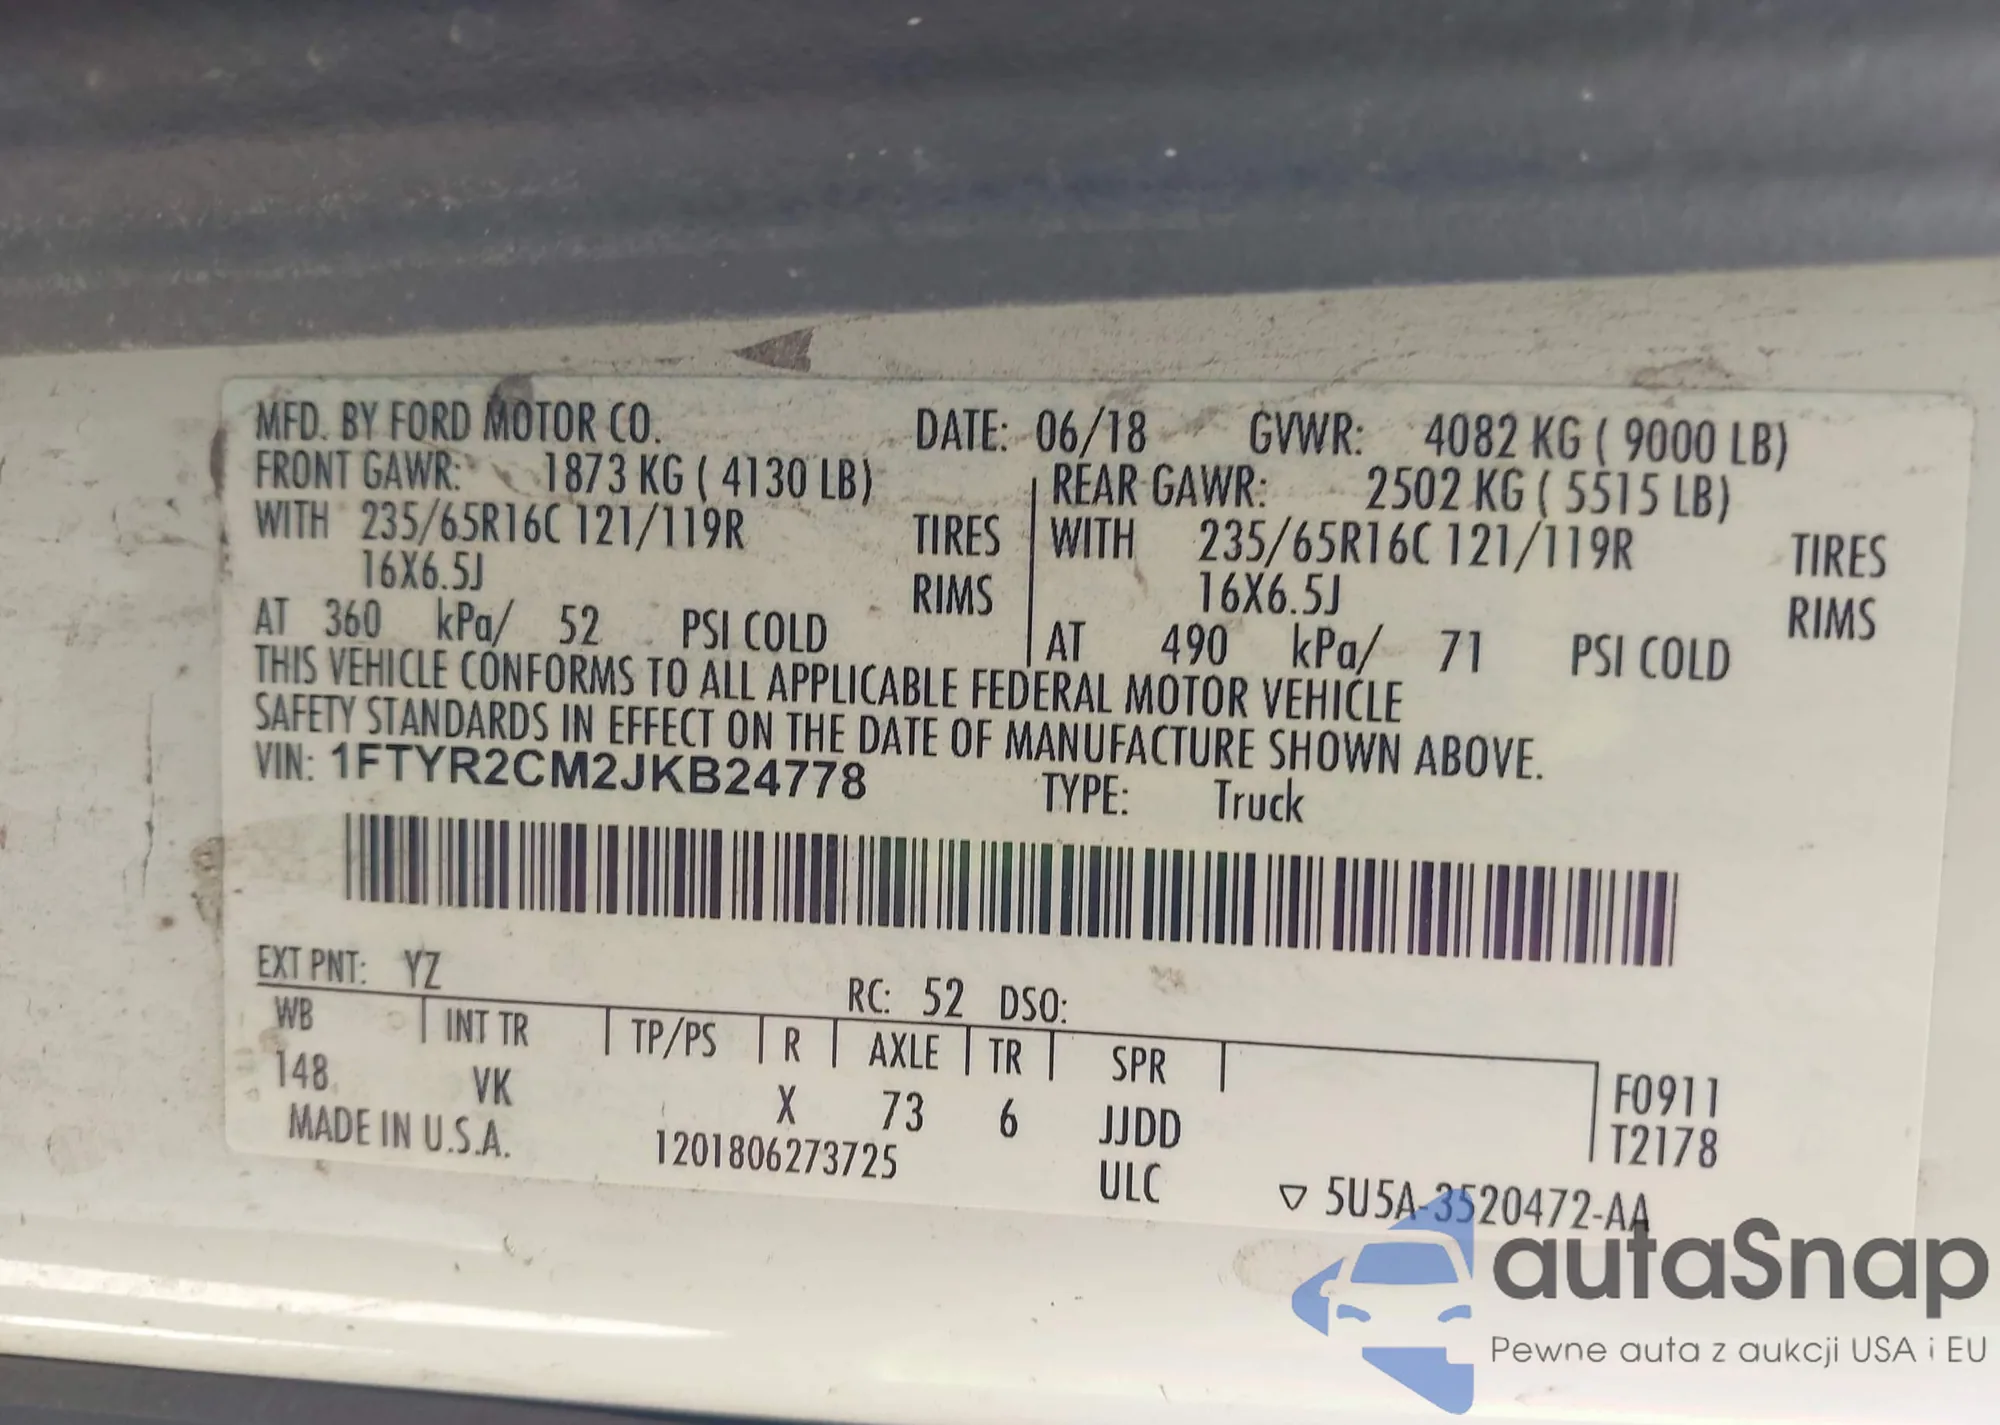 MFD. BY FORD MOTOR CO. DATE: 06/18 GVWR: 4082 KG ( 9000 LB)
FRONT GAWR: 1873 KG ( 4130 LB) REAR GAWR: 2502 KG ( 5515 LB)
WITH 235/65R16C 121/119R TIRES WITH 235/65R16C 121/119R TIRES
16X6.5J RIMS 16X6.5J RIMS
AT 360 kPa/ 52 PSI COLD AT 490 kPa/ 71 PSI COLD
THIS VEHICLE CONFORMS TO ALL APPLICABLE FEDERAL MOTOR VEHICLE
SAFETY STANDARDS IN EFFECT ON THE DATE OF MANUFACTURE SHOWN ABOVE.
VIN: 1FTYR2CM2JKB24778 TYPE: Truck
EXT PNT: YZ RC: 52 DSO:
WB INT TR TP/PS R AXLE TR SPR
148 VK X 73 6 JJDD F0911
ULC T2178
MADE IN U.S.A. 1201806273725 ▽ 5U5A-3520472-AA
autaSnap
Pewne auta z aukcji USA i EU